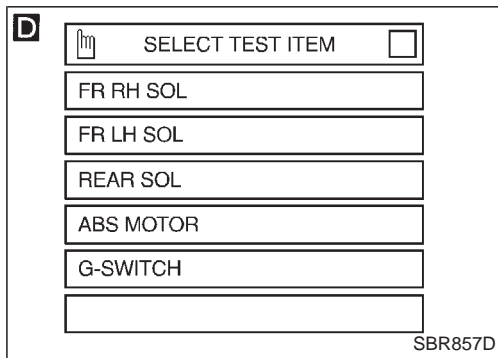 D
SELECT TEST ITEM
FR RH SOL
FR LH SOL
REAR SOL
ABS MOTOR
G-SWITCH
SBR857D